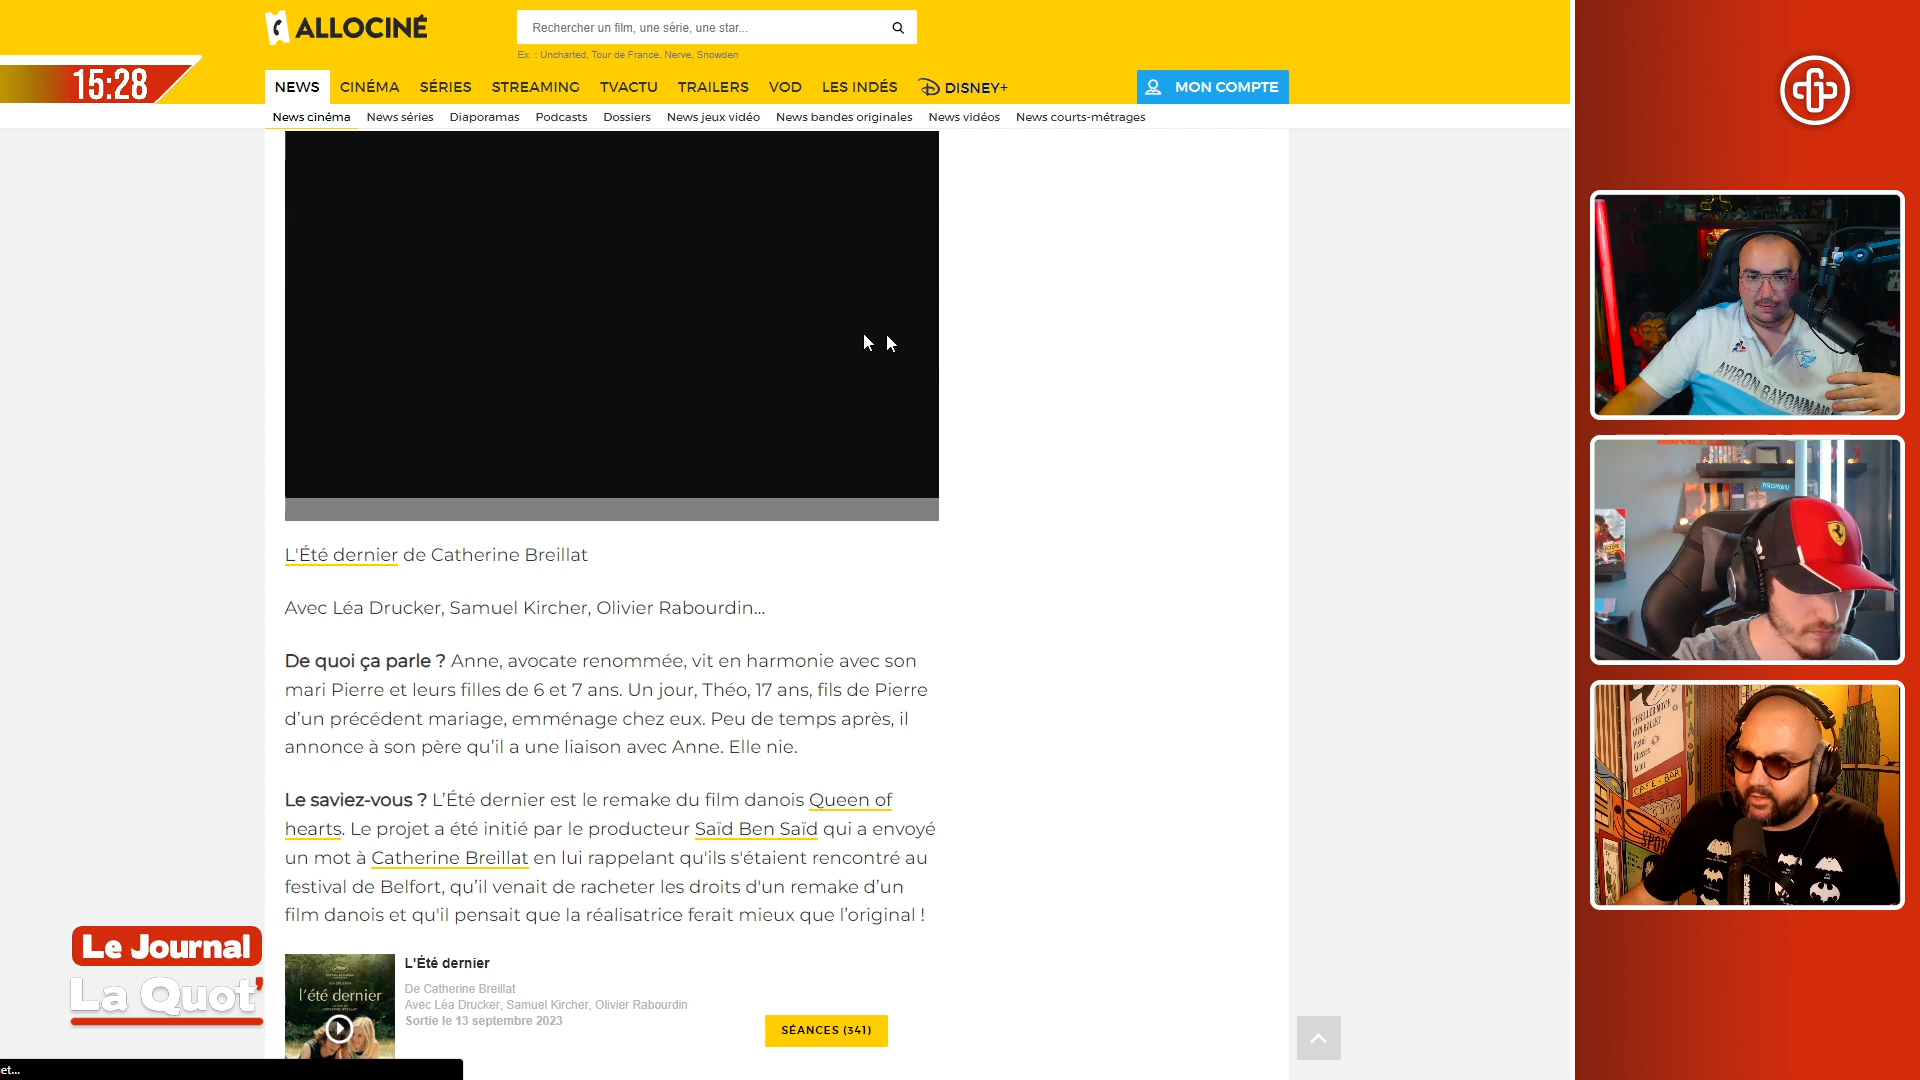 ALLOCINÉ
Rechercher un film, une série, une star...
Ex. : Uncharted, Tour de France, Nerve, Snowden
15:28
NEWS CINÉMA SÉRIES STREAMING TVACTU TRAILERS VOD LES INDÉS DISNEY+ MON COMPTE
News cinéma News séries Diaporamas Podcasts Dossiers News jeux vidéo News bandes originales News vidéos News courts-métrages
L'Été dernier de Catherine Breillat
Avec Léa Drucker, Samuel Kircher, Olivier Rabourdin...
De quoi ça parle ? Anne, avocate renommée, vit en harmonie avec son
mari Pierre et leurs filles de 6 et 7 ans. Un jour, Théo, 17 ans, fils de Pierre
d’un précédent mariage, emménage chez eux. Peu de temps après, il
annonce à son père qu’il a une liaison avec Anne. Elle nie.
Le saviez-vous ? L’Été dernier est le remake du film danois Queen of
hearts. Le projet a été initié par le producteur Saïd Ben Saïd qui a envoyé
un mot à Catherine Breillat en lui rappelant qu'ils s'étaient rencontré au
festival de Belfort, qu’il venait de racheter les droits d'un remake d’un
film danois et qu'il pensait que la réalisatrice ferait mieux que l’original !
l'été dernier
L'Été dernier
De Catherine Breillat
Avec Léa Drucker, Samuel Kircher, Olivier Rabourdin
Sortie le 13 septembre 2023
SÉANCES (341)
Le Journal
La Quot'
et...
AVIRON BAYONNAIS
CAFE-BAR